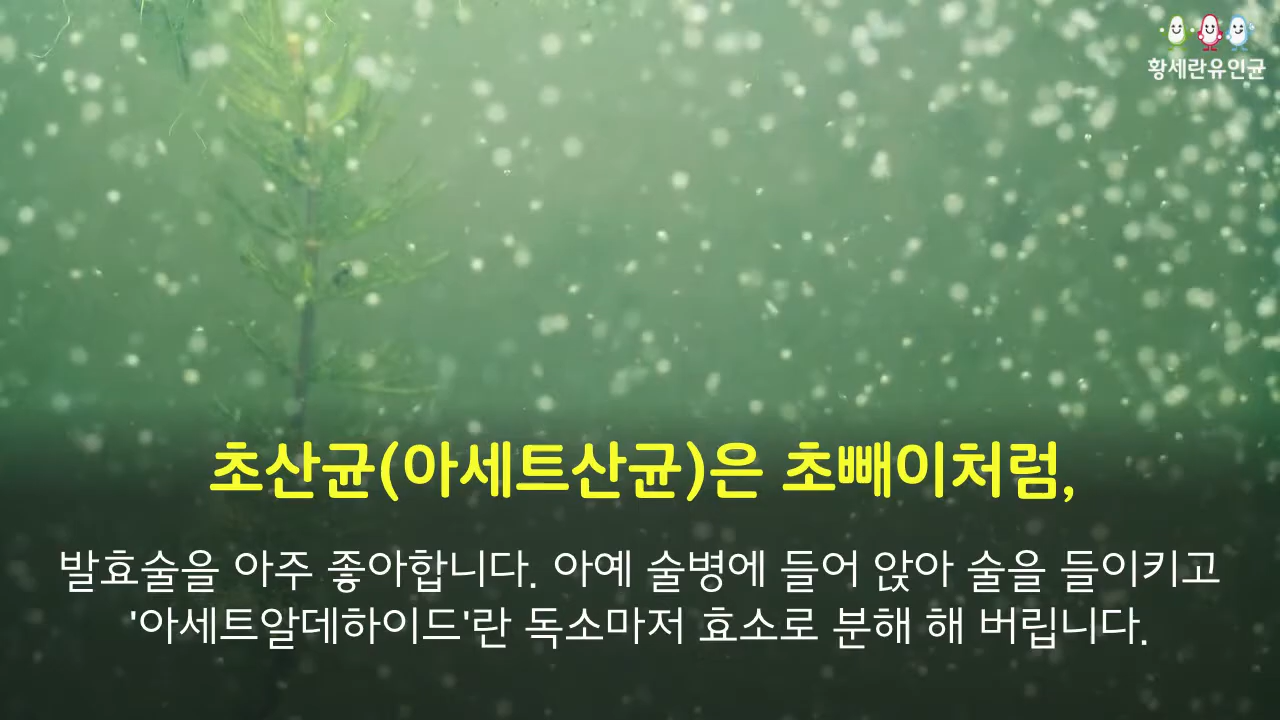 황세란유인균
초산균(아세트산균)은 초빼이처럼,
발효술을 아주 좋아합니다. 아예 술병에 들어 앉아 술을 들이키고
'아세트알데하이드'란 독소마저 효소로 분해 해 버립니다.